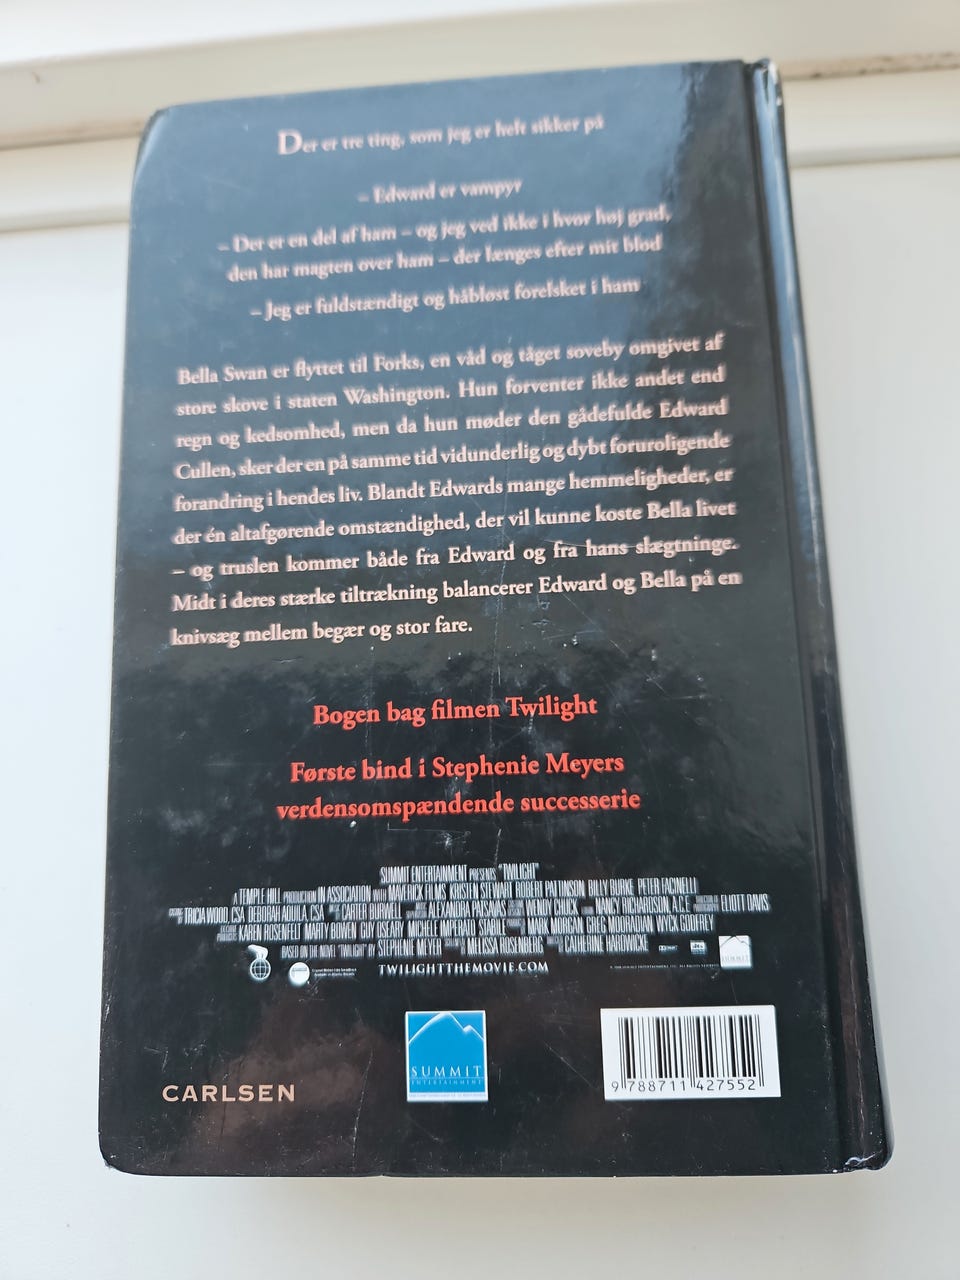 Der er tre ting, som jeg er helt sikker på
– Edward er vampyr
– Der er en del af ham – og jeg ved ikke i hvor høj grad,
den har magten over ham – der længes efter mit blod
– Jeg er fuldstændigt og håbløst forelsket i ham
Bella Swan er flyttet til Forks, en våd og tåget soveby omgivet af
store skove i staten Washington. Hun forventer ikke andet end
regn og kedsomhed, men da hun møder den gådefulde Edward
Cullen, sker der en på samme tid vidunderlig og dybt foruroligende
forandring i hendes liv. Blandt Edwards mange hemmeligheder, er
der én altafgørende omstændighed, der vil kunne koste Bella livet
– og truslen kommer både fra Edward og fra hans slægtninge.
Midt i deres stærke tiltrækning balancerer Edward og Bella på en
knivsæg mellem begær og stor fare.
Bogen bag filmen Twilight
Første bind i Stephenie Meyers
verdensomspændende successerie
SUMMIT ENTERTAINMENT PRESENTS "TWILIGHT"
A TEMPLE HILL PRODUCTION IN ASSOCIATION MAVERICK FILMS KRISTEN STEWART ROBERT PATTINSON BILLY BURKE PETER FACINELLI
TRICIA WOOD, CSA DEBORAH AQUILA, CSA CARTER BURWELL ALEXANDRA PATSAVAS WENDY CHUCK NANCY RICHARDSON, A.C.E. ELLIOT DAVIS
KAREN ROSENFELT MARTY BOWEN GUY OSEARY MICHELE IMPERATO STABILE MARK MORGAN GREG MOORADIAN WYCK GODFREY
BASED ON THE NOVEL "TWILIGHT" BY STEPHENIE MEYER MELISSA ROSENBERG CATHERINE HARDWICKE
TWILIGHTTHEMOVIE.COM
SUMMIT
CARLSEN
SUMMIT
ENTERTAINMENT
9 788711 427552